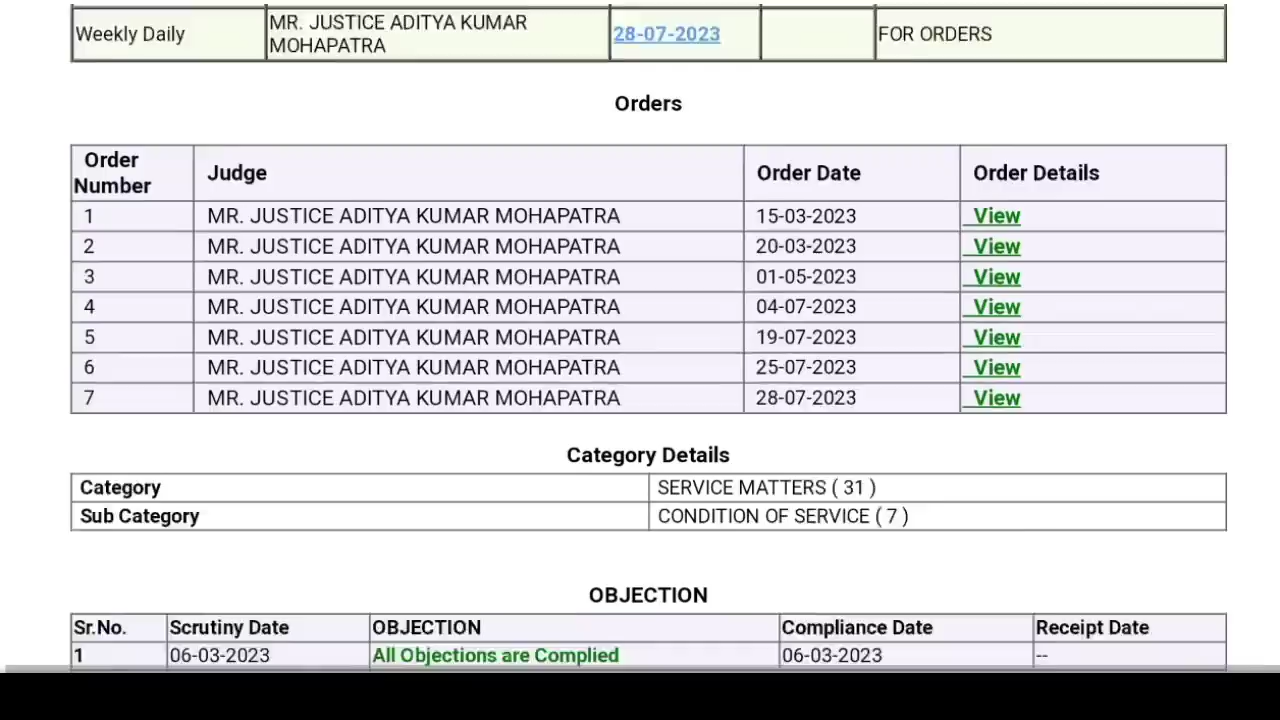 Weekly Daily MR. JUSTICE ADITYA KUMAR MOHAPATRA 28-07-2023 FOR ORDERS
Orders
Order Number Judge Order Date Order Details
1 MR. JUSTICE ADITYA KUMAR MOHAPATRA 15-03-2023 View
2 MR. JUSTICE ADITYA KUMAR MOHAPATRA 20-03-2023 View
3 MR. JUSTICE ADITYA KUMAR MOHAPATRA 01-05-2023 View
4 MR. JUSTICE ADITYA KUMAR MOHAPATRA 04-07-2023 View
5 MR. JUSTICE ADITYA KUMAR MOHAPATRA 19-07-2023 View
6 MR. JUSTICE ADITYA KUMAR MOHAPATRA 25-07-2023 View
7 MR. JUSTICE ADITYA KUMAR MOHAPATRA 28-07-2023 View
Category Details
Category SERVICE MATTERS ( 31 )
Sub Category CONDITION OF SERVICE ( 7 )
OBJECTION
Sr.No. Scrutiny Date OBJECTION Compliance Date Receipt Date
1 06-03-2023 All Objections are Complied 06-03-2023 --